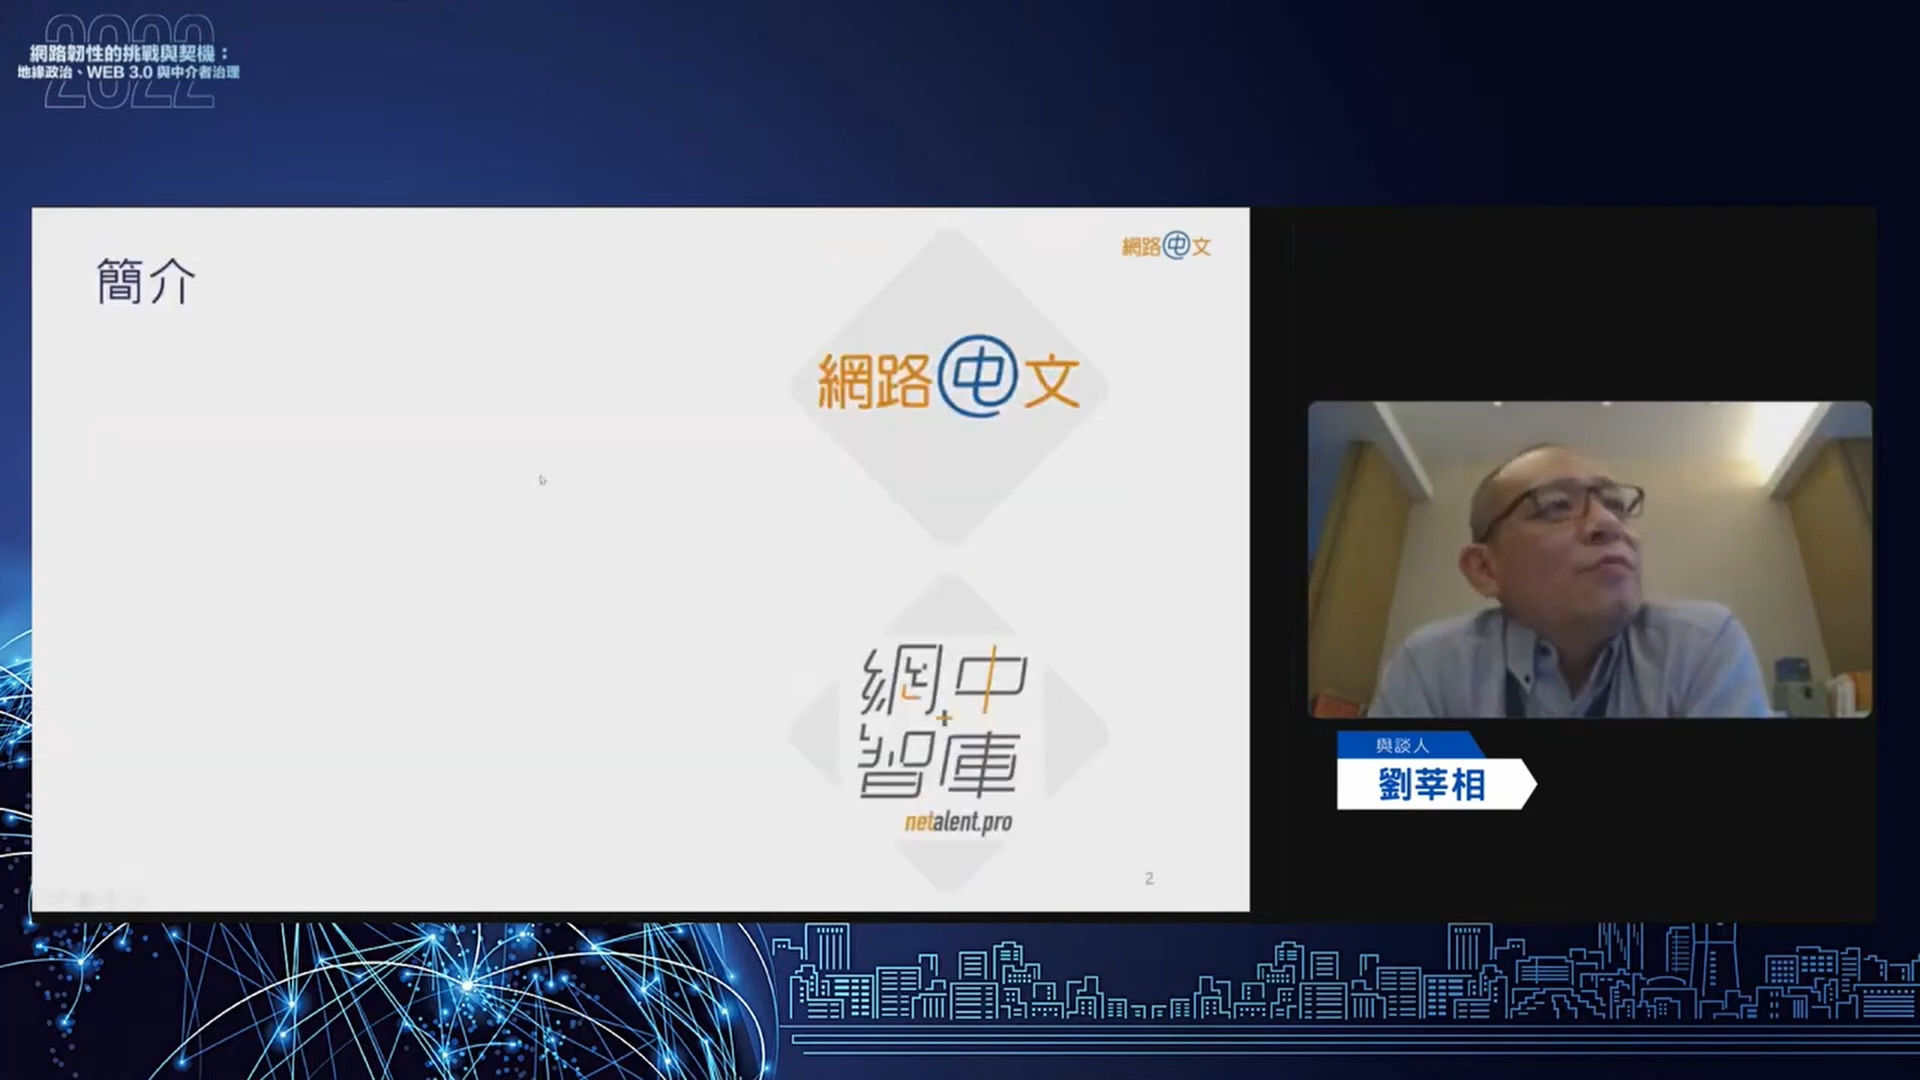 2022
網路韌性的挑戰與契機：
地緣政治、WEB 3.0 與中介者治理
簡介
網路中文
網路中文
網中
+
智庫
netalent.pro
2
與談人
劉莘相